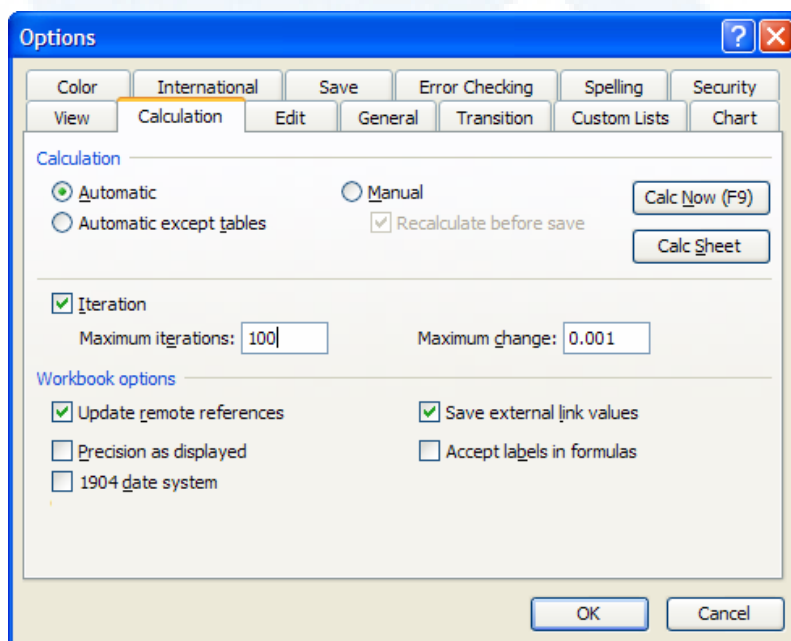 Options
Color International Save Error Checking Spelling Security
View Calculation Edit General Transition Custom Lists Chart
Calculation
Automatic Manual Calc Now (F9)
Automatic except tables Recalculate before save
Calc Sheet
Iteration
Maximum iterations: 100 Maximum change: 0.001
Workbook options
Update remote references Save external link values
Precision as displayed Accept labels in formulas
1904 date system
OK Cancel